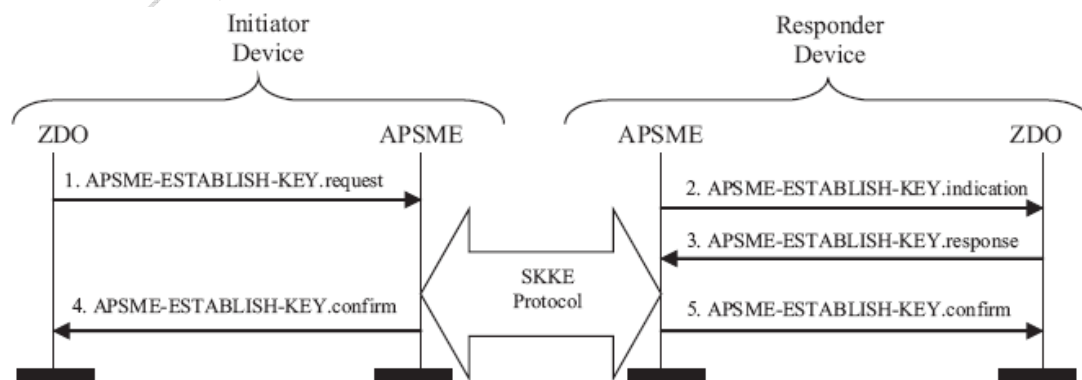 Initiator
Device
Responder
Device
ZDO
APSME
APSME
ZDO
1. APSME-ESTABLISH-KEY.request
2. APSME-ESTABLISH-KEY.indication
3. APSME-ESTABLISH-KEY.response
SKKE
Protocol
4. APSME-ESTABLISH-KEY.confirm
5. APSME-ESTABLISH-KEY.confirm